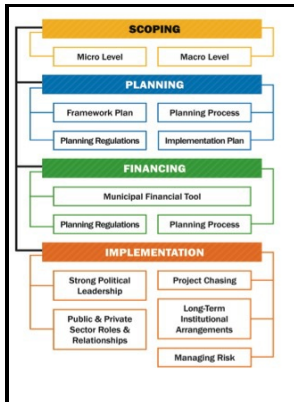 SCOPING
Micro Level
Macro Level
PLANNING
Framework Plan
Planning Process
Planning Regulations
Implementation Plan
FINANCING
Municipal Financial Tool
Planning Regulations
Planning Process
IMPLEMENTATION
Strong Political
Leadership
Project Chasing
Public & Private
Sector Roles &
Relationships
Long-Term
Institutional
Arrangements
Managing Risk